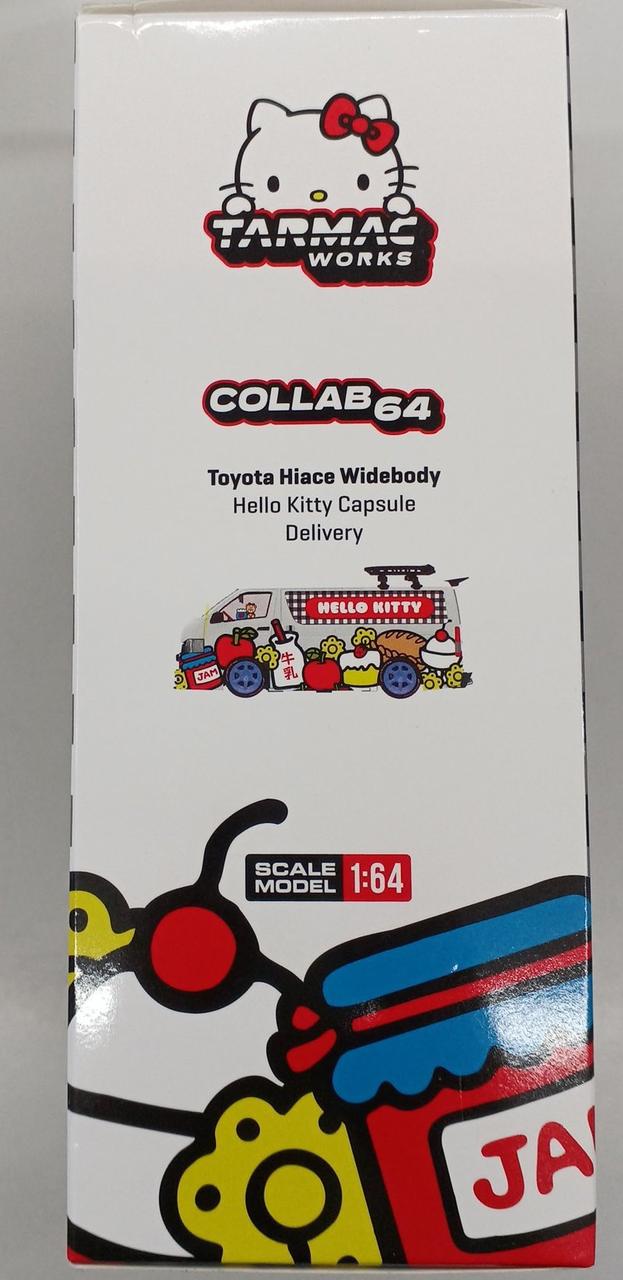 TARMAC
WORKS
COLLAB64
Toyota Hiace Widebody
Hello Kitty Capsule
Delivery
HELLO KITTY
JAM
牛
乳
SCALE
MODEL
1:64
JA